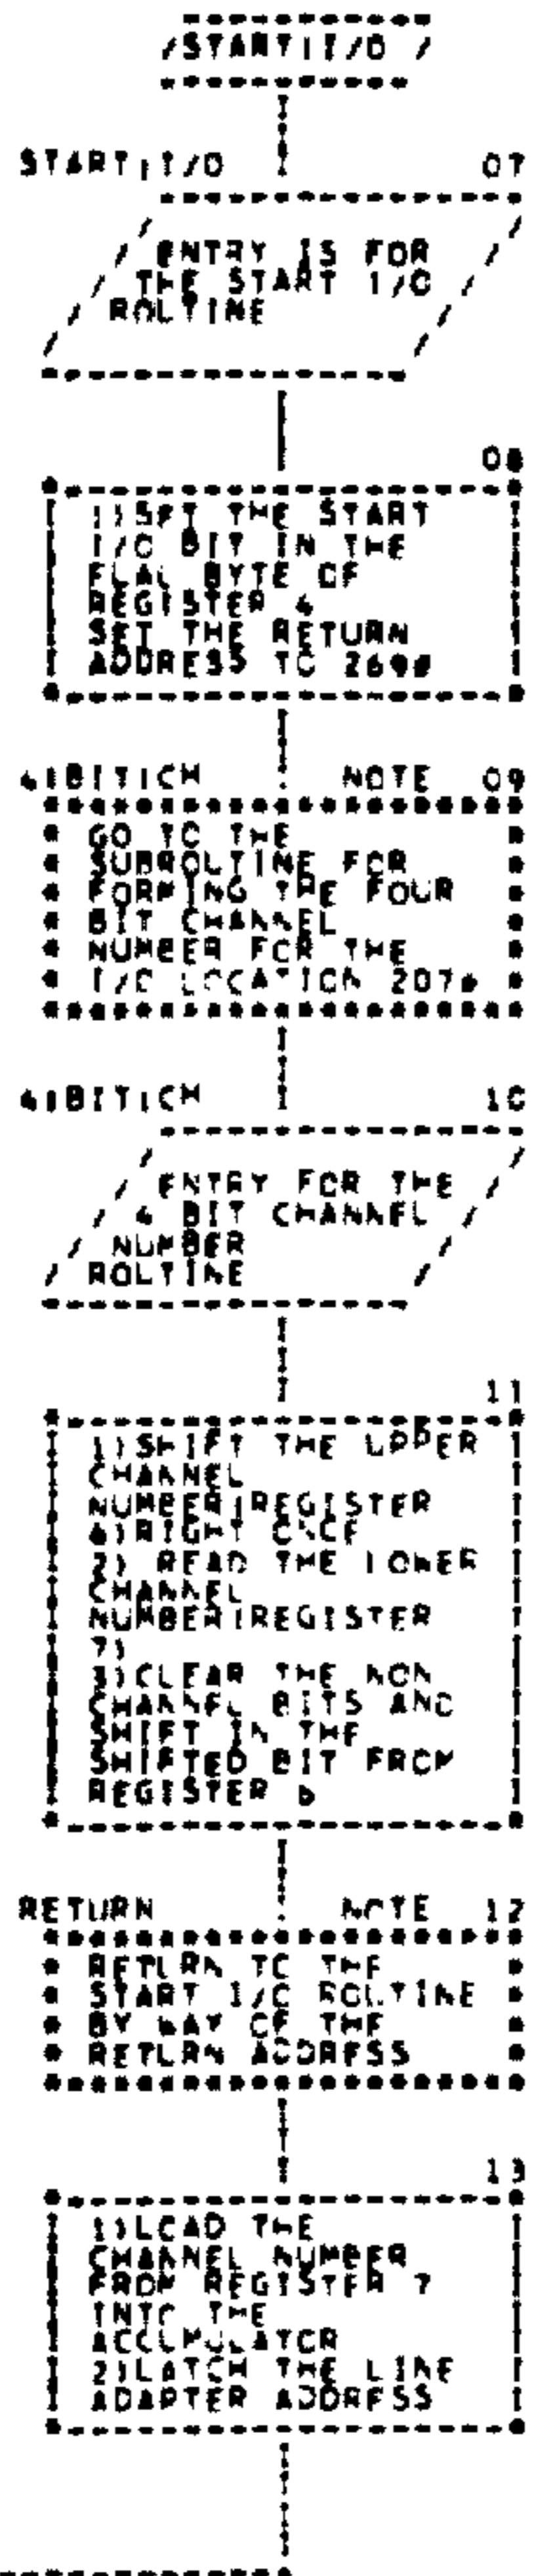 /START|I/O /
START|I/O 07
ENTRY IS FOR
THE START I/O
ROUTINE
08
1)SET THE START
I/O BIT IN THE
FLAG BYTE OF
REGISTER 6
SET THE RETURN
ADDRESS TO 269#
4|BIT|CH NOTE 09
GO TO THE
SUBROUTINE FOR
FORMING THE FOUR
BIT CHANNEL
NUMBER FOR THE
I/O LOCATION 207#
4|BIT|CH 10
ENTRY FOR THE
4 BIT CHANNEL
NUMBER
ROUTINE
11
1)SHIFT THE UPPER
CHANNEL
NUMBER(REGISTER
6)RIGHT ONCE
2) READ THE LOWER
CHANNEL
NUMBER(REGISTER
7)
3)CLEAR THE NON
CHANNEL BITS AND
SHIFT IN THE
SHIFTED BIT FROM
REGISTER 6
RETURN NOTE 12
RETURN TO THE
START I/O ROUTINE
BY WAY OF THE
RETURN ADDRESS
13
1)LOAD THE
CHANNEL NUMBER
FROM REGISTER 7
INTO THE
ACCUMULATOR
2)LATCH THE LINE
ADAPTER ADDRESS